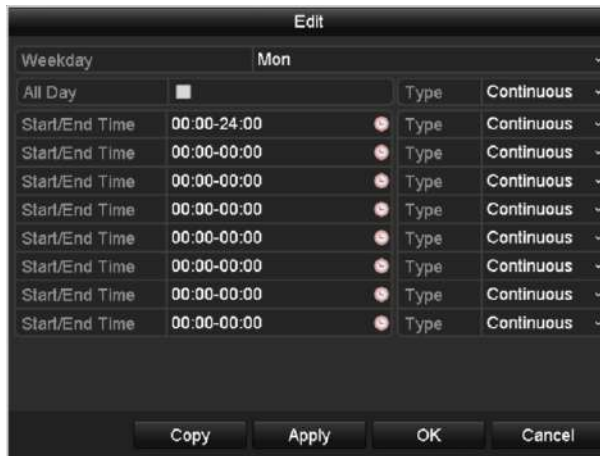 Edit
Weekday Mon
All Day Type Continuous
Start/End Time 00:00-24:00 Type Continuous
Start/End Time 00:00-00:00 Type Continuous
Start/End Time 00:00-00:00 Type Continuous
Start/End Time 00:00-00:00 Type Continuous
Start/End Time 00:00-00:00 Type Continuous
Start/End Time 00:00-00:00 Type Continuous
Start/End Time 00:00-00:00 Type Continuous
Start/End Time 00:00-00:00 Type Continuous
Copy Apply OK Cancel